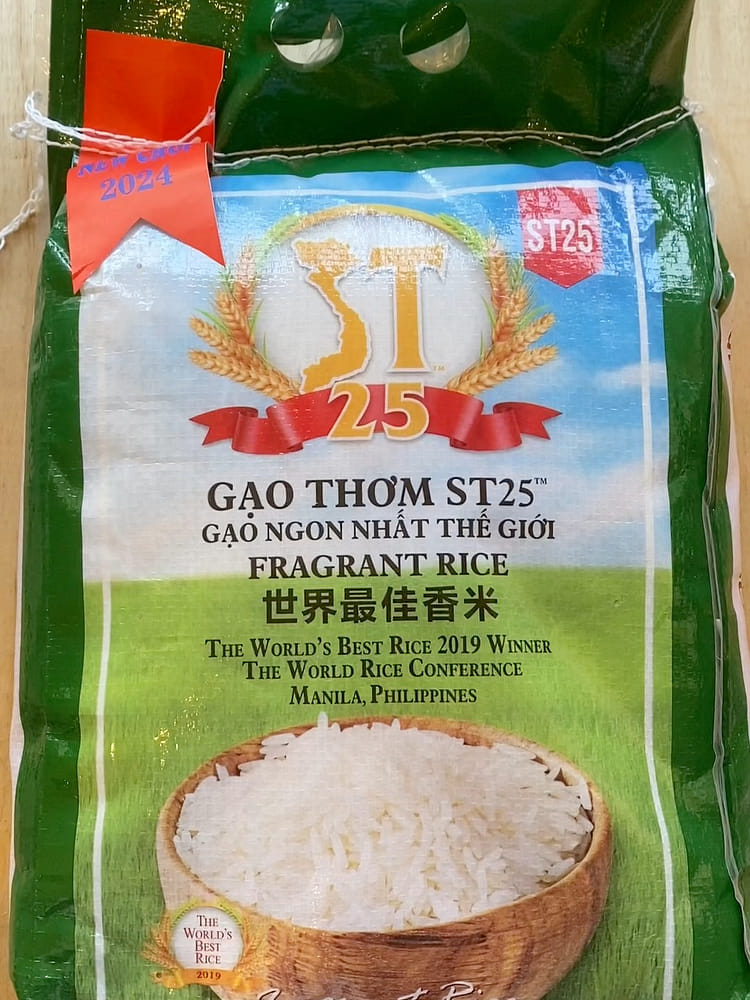 NEW CROP
2024
ST25
ST™
25
GẠO THƠM ST25™
GẠO NGON NHẤT THẾ GIỚI
FRAGRANT RICE
世界最佳香米
THE WORLD'S BEST RICE 2019 WINNER
THE WORLD RICE CONFERENCE
MANILA, PHILIPPINES
THE
WORLD'S
BEST
RICE
2019